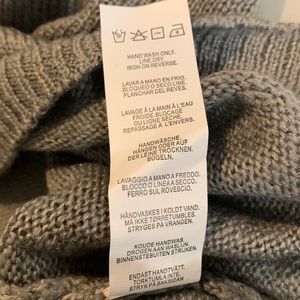 HAND WASH ONLY.
LINE DRY.
IRON ON REVERSE.
LAVAR A MANO EN FRIO.
BLOQUEO O SECO LINE.
PLANCHAR DEL REVES.
LAVAGE À LA MAIN À L'EAU
FROIDE BLOCAGE
OU LIGNE SÈCHE.
REPASSAGE À L'ENVERS.
HANDWÄSCHE.
HÄNGEN ODER AUF
DER LEINE TROCKNEN.
BÜGELN.
LAVAGGIO A MANO A FREDDO.
BLOCCO O LINEA SECCO.
FERRO SUL ROVESCIO.
HÅNDVASKES I KOLDT VAND.
MÅ IKKE TØRRETUMBLES.
STRYGES PÅ VRANGEN.
KOUDE HANDWAS.
DROGEN AAN WASLIJN.
BINNENSTEBUITEN STRIJKEN.
ENDAST HANDTVÄTT.
TORKTUMLA INTE.
STRYK PÅ BAKSIDAN